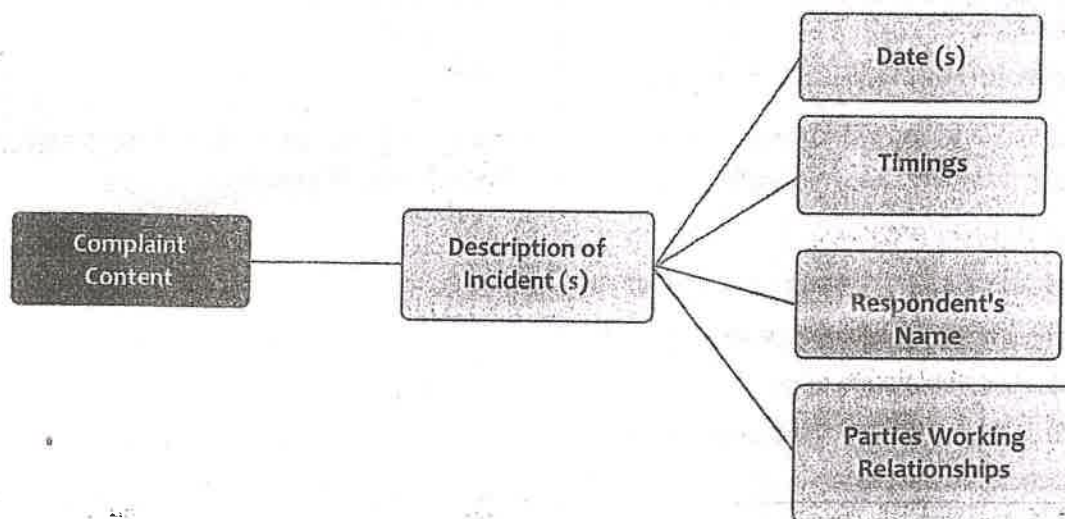 Complaint
Content
Description of
Incident (s)
Date (s)
Timings
Respondent's
Name
Parties Working
Relationships